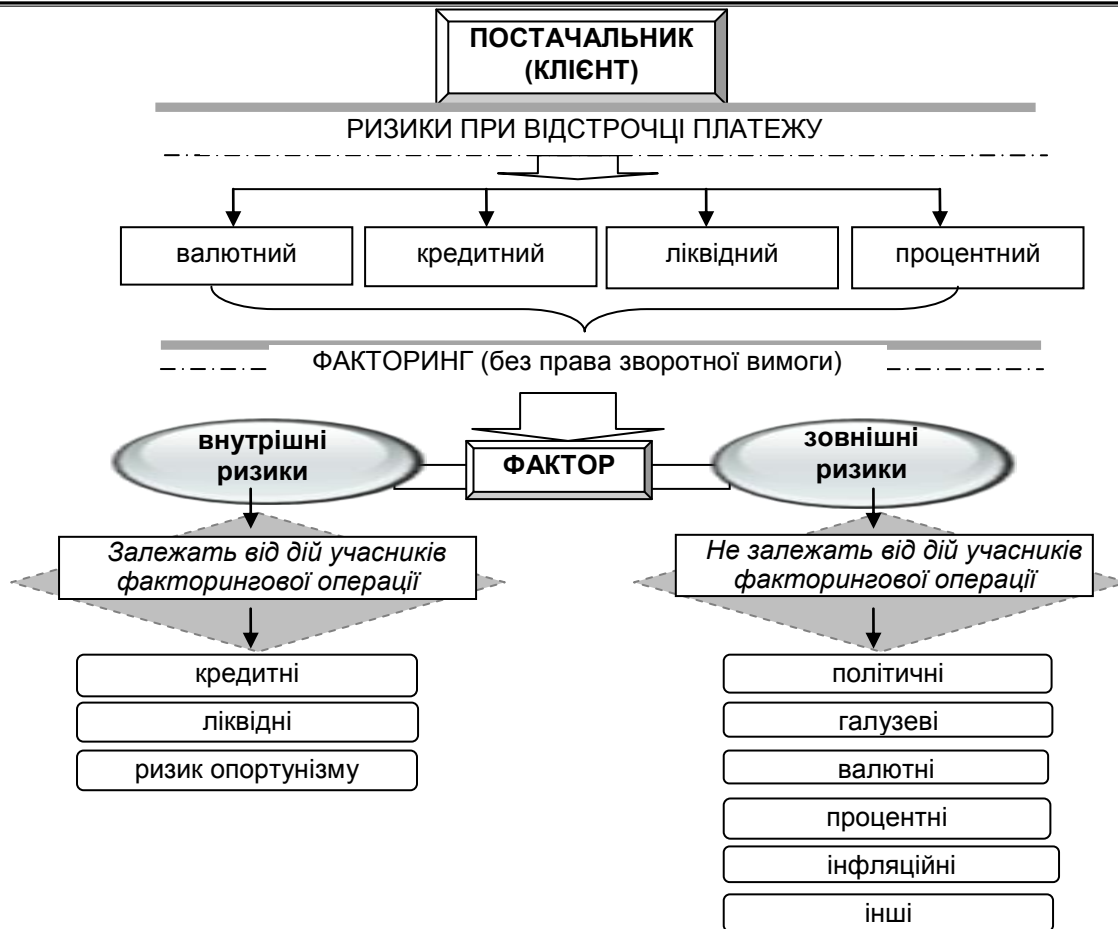 ПОСТАЧАЛЬНИК
(КЛІЄНТ)
РИЗИКИ ПРИ ВІДСТРОЧЦІ ПЛАТЕЖУ
валютний
кредитний
ліквідний
процентний
ФАКТОРИНГ (без права зворотної вимоги)
внутрішні
ризики
ФАКТОР
зовнішні
ризики
Залежать від дій учасників
факторингової операції
Не залежать від дій учасників
факторингової операції
кредитні
ліквідні
ризик опортунізму
політичні
галузеві
валютні
процентні
інфляційні
інші